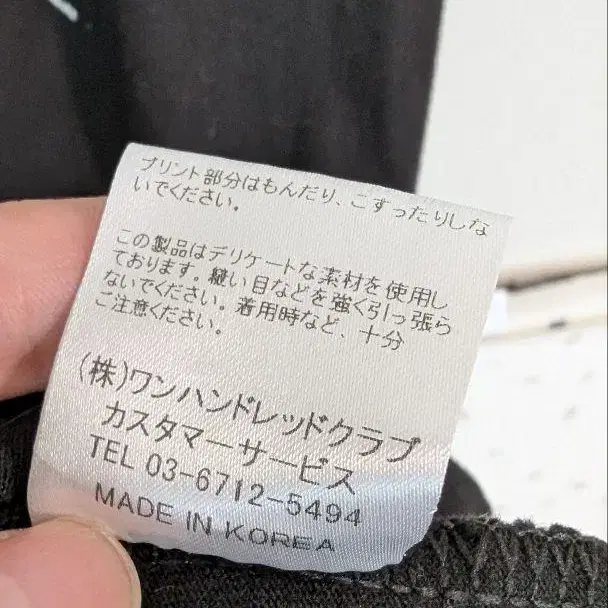 プリント部分はもんだり、こすったりしな
いでください。
この製品はデリケートな素材を使用し
ております。縫い目などを強く引っ張ら
ないでください。着用時など、十分
ご注意ください。
(株)ワンハンドレッドクラブ
カスタマーサービス
TEL 03-6712-5494
MADE IN KOREA